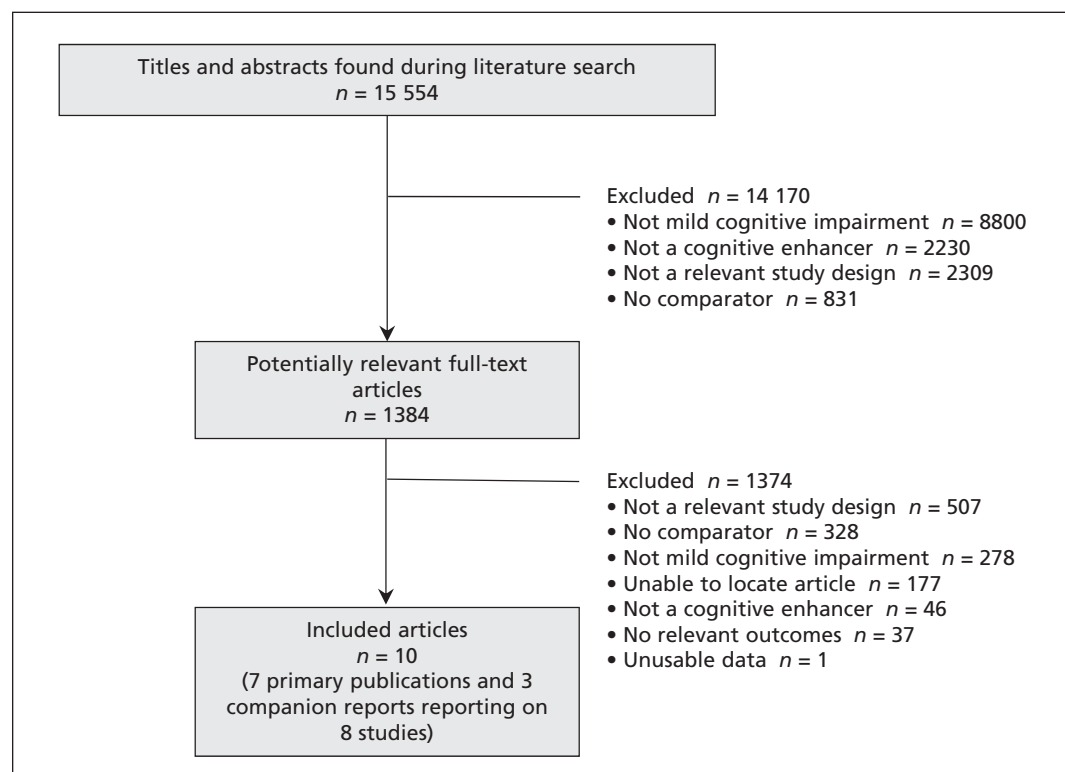 Titles and abstracts found during literature search
n = 15 554
Excluded n = 14 170
• Not mild cognitive impairment n = 8800
• Not a cognitive enhancer n = 2230
• Not a relevant study design n = 2309
• No comparator n = 831
Potentially relevant full-text
articles
n = 1384
Excluded n = 1374
• Not a relevant study design n = 507
• No comparator n = 328
• Not mild cognitive impairment n = 278
• Unable to locate article n = 177
• Not a cognitive enhancer n = 46
• No relevant outcomes n = 37
• Unusable data n = 1
Included articles
n = 10
(7 primary publications and 3
companion reports reporting on
8 studies)